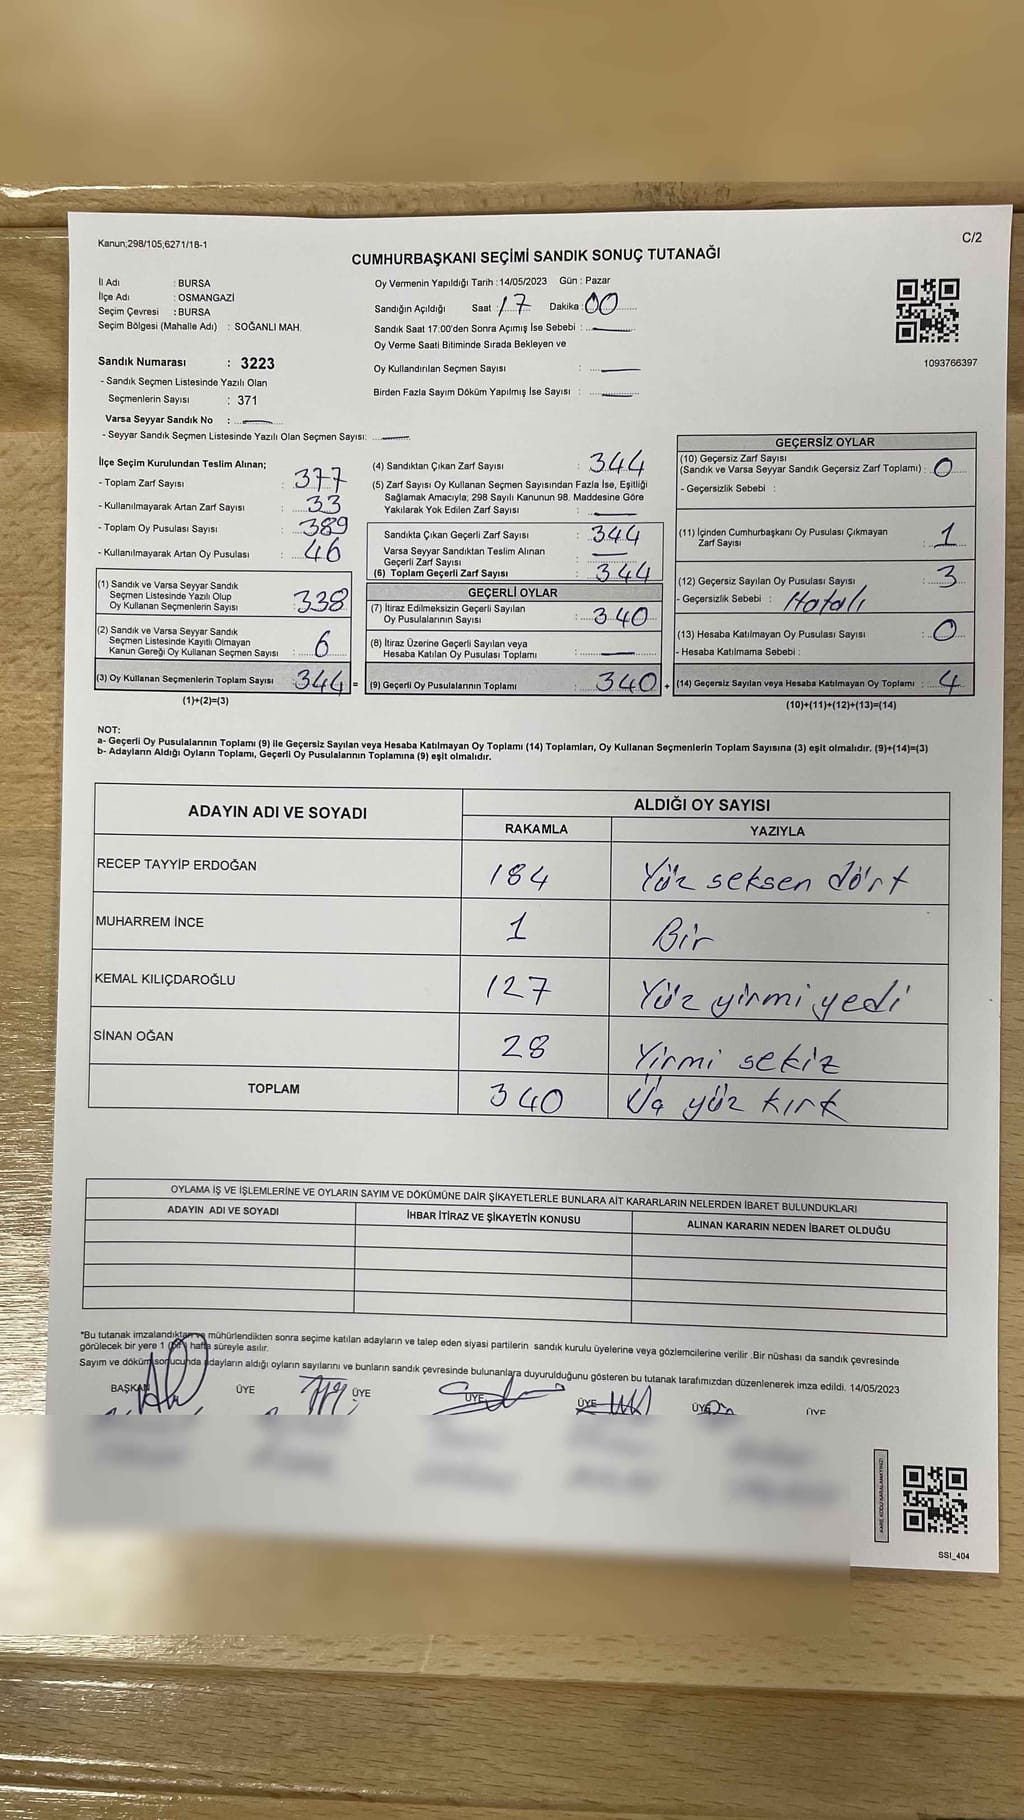 Kanun;298/105,6271/18-1
C/2
CUMHURBAŞKANI SEÇİMİ SANDIK SONUÇ TUTANAĞI
İl Adı : BURSA
İlçe Adı : OSMANGAZİ
Seçim Çevresi : BURSA
Seçim Bölgesi (Mahalle Adı) : SOĞANLI MAH.
Sandık Numarası : 3223
- Sandık Seçmen Listesinde Yazılı Olan
Seçmenlerin Sayısı : 371
Varsa Seyyar Sandık No :
- Seyyar Sandık Seçmen Listesinde Yazılı Olan Seçmen Sayısı:
Oy Vermenin Yapıldığı Tarih : 14/05/2023 Gün : Pazar
Sandığın Açıldığı Saat : 17 Dakika : 00
Sandık Saat 17:00'den Sonra Açımış İse Sebebi :
Oy Verme Saati Bitiminde Sırada Bekleyen ve
Oy Kullandırılan Seçmen Sayısı :
Birden Fazla Sayım Döküm Yapılmış İse Sayısı :
1093766397
İlçe Seçim Kurulundan Teslim Alınan;
- Toplam Zarf Sayısı : 377
- Kullanılmayarak Artan Zarf Sayısı : 33
- Toplam Oy Pusulası Sayısı : 389
- Kullanılmayarak Artan Oy Pusulası : 46
(1) Sandık ve Varsa Seyyar Sandık
Seçmen Listesinde Yazılı Olup
Oy Kullanan Seçmenlerin Sayısı : 338
(2) Sandık ve Varsa Seyyar Sandık
Seçmen Listesinde Kayıtlı Olmayan
Kanun Gereği Oy Kullanan Seçmen Sayısı : 6
(3) Oy Kullanan Seçmenlerin Toplam Sayısı : 344 =
(1)+(2)=(3)
(4) Sandıktan Çıkan Zarf Sayısı : 344
(5) Zarf Sayısı Oy Kullanan Seçmen Sayısından Fazla İse, Eşitliği
Sağlamak Amacıyla; 298 Sayılı Kanunun 98. Maddesine Göre
Yakılarak Yok Edilen Zarf Sayısı :
Sandıkta Çıkan Geçerli Zarf Sayısı : 344
Varsa Seyyar Sandıktan Teslim Alınan
Geçerli Zarf Sayısı :
(6) Toplam Geçerli Zarf Sayısı : 344
GEÇERLİ OYLAR
(7) İtiraz Edilmeksizin Geçerli Sayılan
Oy Pusulalarının Sayısı : 340
(8) İtiraz Üzerine Geçerli Sayılan veya
Hesaba Katılan Oy Pusulası Toplamı :
(9) Geçerli Oy Pusulalarının Toplamı : 340 +
GEÇERSİZ OYLAR
(10) Geçersiz Zarf Sayısı
(Sandık ve Varsa Seyyar Sandık Geçersiz Zarf Toplamı) : 0
- Geçersizlik Sebebi :
(11) İçinden Cumhurbaşkanı Oy Pusulası Çıkmayan
Zarf Sayısı : 1
(12) Geçersiz Sayılan Oy Pusulası Sayısı : 3
- Geçersizlik Sebebi : Hatalı
(13) Hesaba Katılmayan Oy Pusulası Sayısı : 0
- Hesaba Katılmama Sebebi :
(14) Geçersiz Sayılan veya Hesaba Katılmayan Oy Toplamı : 4
(10)+(11)+(12)+(13)=(14)
NOT:
a- Geçerli Oy Pusulalarının Toplamı (9) ile Geçersiz Sayılan veya Hesaba Katılmayan Oy Toplamı (14) Toplamları, Oy Kullanan Seçmenlerin Toplam Sayısına (3) eşit olmalıdır. (9)+(14)=(3)
b- Adayların Aldığı Oyların Toplamı, Geçerli Oy Pusulalarının Toplamına (9) eşit olmalıdır.
ADAYIN ADI VE SOYADI ALDIĞI OY SAYISI
RAKAMLA YAZIYLA
RECEP TAYYİP ERDOĞAN 184 Yüz seksen dört
MUHARREM İNCE 1 Bir
KEMAL KILIÇDAROĞLU 127 Yüz yirmi yedi
SİNAN OĞAN 28 Yirmi sekiz
TOPLAM 340 Üç yüz kırk
OYLAMA İŞ VE İŞLEMLERİNE VE OYLARIN SAYIM VE DÖKÜMÜNE DAİR ŞİKAYETLERLE BUNLARA AİT KARARLARIN NELERDEN İBARET BULUNDUKLARI
ADAYIN ADI VE SOYADI İHBAR İTİRAZ VE ŞİKAYETİN KONUSU ALINAN KARARIN NEDEN İBARET OLDUĞU
*Bu tutanak imzalandıktan ve mühürlendikten sonra seçime katılan adayların ve talep eden siyasi partilerin sandık kurulu üyelerine veya gözlemcilerine verilir .Bir nüshası da sandık çevresinde
görülecek bir yere 1 (bir) hafta süreyle asılır.
Sayım ve döküm sonucunda adayların aldığı oyların sayılarını ve bunların sandık çevresinde bulunanlara duyurulduğunu gösteren bu tutanak tarafımızdan düzenlenerek imza edildi. 14/05/2023
BAŞKAN ÜYE ÜYE ÜYE ÜYE ÜYE ÜYE
SSI_404